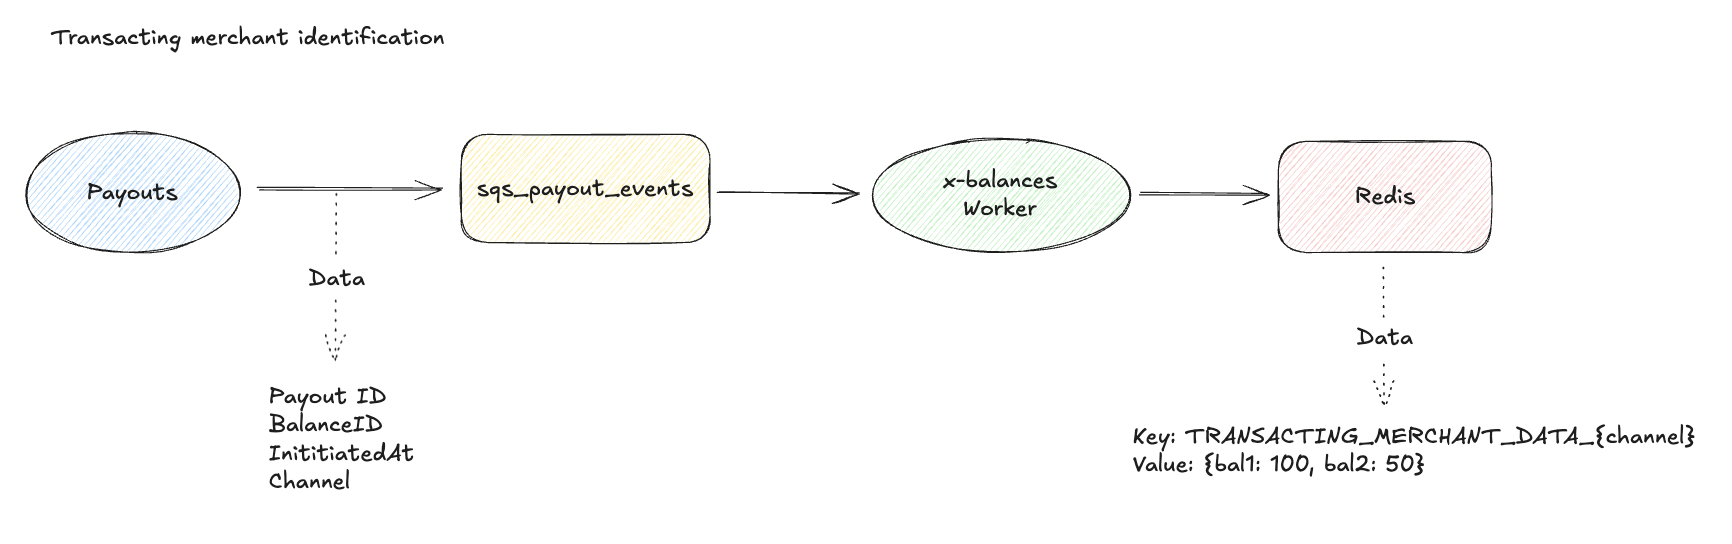 Transacting merchant identification
Payouts
sqs_payout_events
x-balances
Worker
Redis
Data
Data
Payout ID
BalanceID
InititiatedAt
Channel
Key: TRANSACTING_MERCHANT_DATA_{channel}
Value: {bal1: 100, bal2: 50}